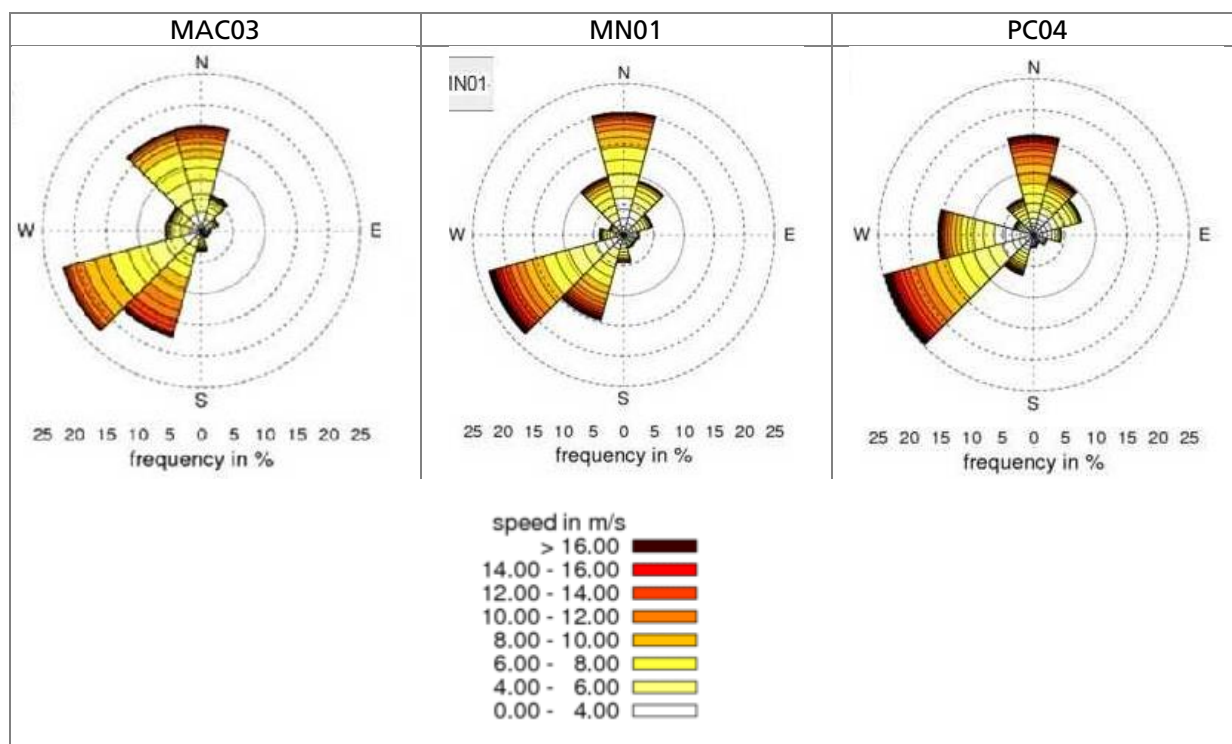 MAC03 MN01 PC04
N
W E
S
25 20 15 10 5 0 5 10 15 20 25
frequency in %
IN01
N
W E
S
25 20 15 10 5 0 5 10 15 20 25
frequency in %
N
W E
S
25 20 15 10 5 0 5 10 15 20 25
frequency in %
speed in m/s
> 16.00
14.00 - 16.00
12.00 - 14.00
10.00 - 12.00
8.00 - 10.00
6.00 - 8.00
4.00 - 6.00
0.00 - 4.00